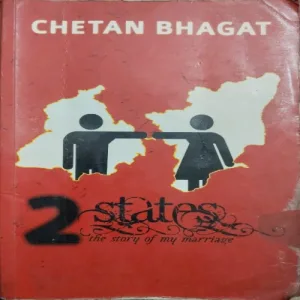 CHETAN BHAGAT
2 states
the story of my marriage